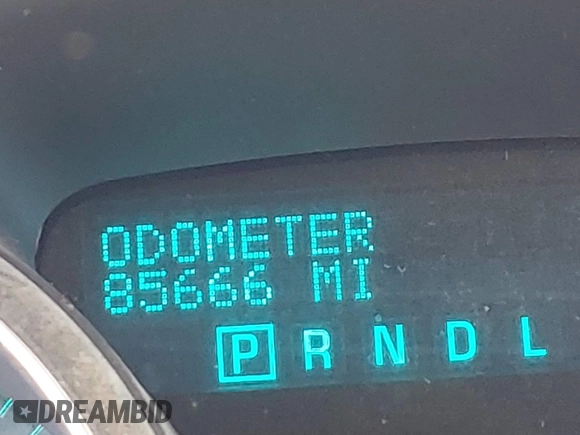 ODOMETER
85666 MI
P R N D L
DREAMBID